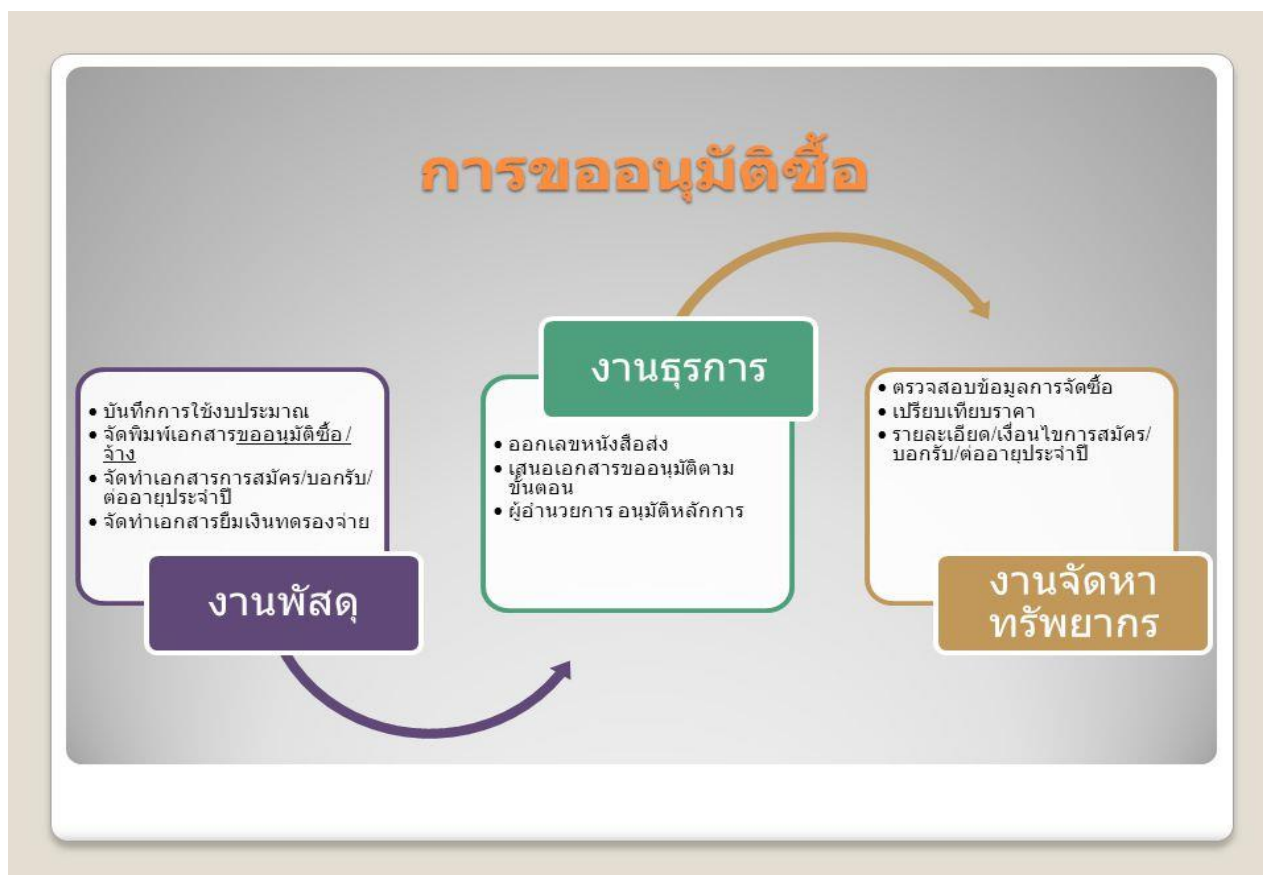 การขออนุมัติซื้อ
• บันทึกการใช้งบประมาณ
• จัดพิมพ์เอกสารขออนุมัติซื้อ/
จ้าง
• จัดทำเอกสารการสมัคร/บอกรับ/
ต่ออายุประจำปี
• จัดทำเอกสารยืมเงินทดรองจ่าย
งานพัสดุ
งานธุรการ
• ออกเลขหนังสือส่ง
• เสนอเอกสารขออนุมัติตาม
ขั้นตอน
• ผู้อำนวยการ อนุมัติหลักการ
• ตรวจสอบข้อมูลการจัดซื้อ
• เปรียบเทียบราคา
• รายละเอียด/เงื่อนไขการสมัคร/
บอกรับ/ต่ออายุประจำปี
งานจัดหา
ทรัพยากร